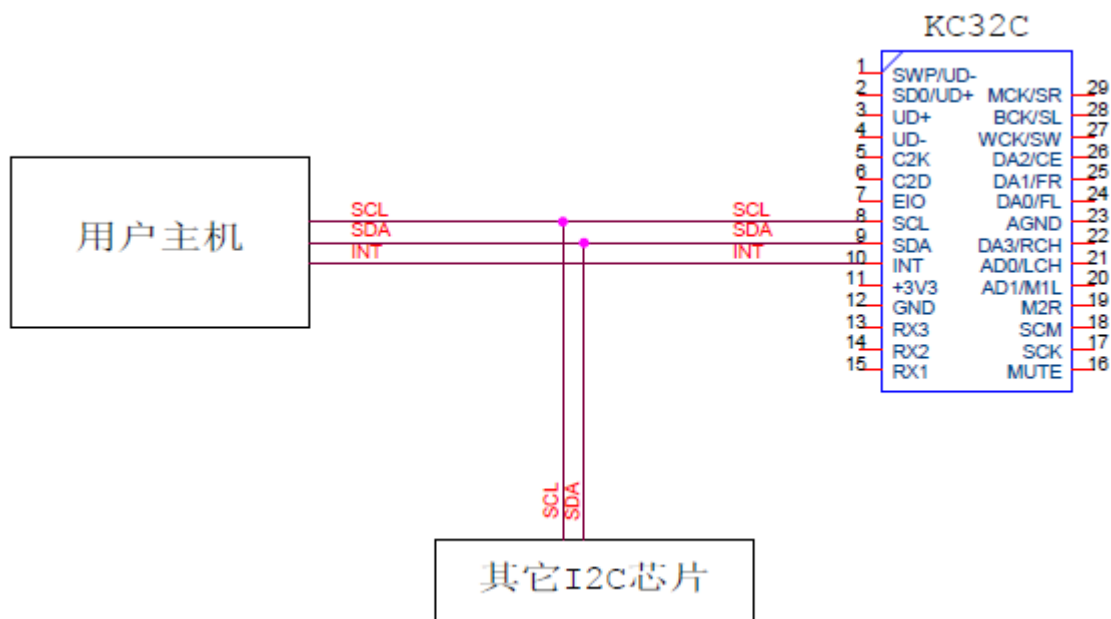 KC32C
1 SWP/UD-
2 SD0/UD+ MCK/SR 29
3 UD+ BCK/SL 28
4 UD- WCK/SW 27
5 C2K DA2/CE 26
6 C2D DA1/FR 25
7 EIO DA0/FL 24
8 SCL AGND 23
9 SDA DA3/RCH 22
10 INT AD0/LCH 21
11 +3V3 AD1/M1L 20
12 GND M2R 19
13 RX3 SCM 18
14 RX2 SCK 17
15 RX1 MUTE 16
用户主机
SCL SCL
SDA SDA
INT INT
SCL
SDA
其它I2C芯片